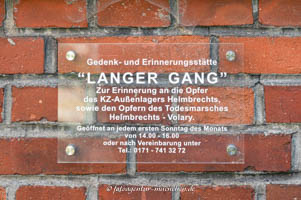 Gedenk- und Erinnerungsstätte
“LANGER GANG”
Zur Erinnerung an die Opfer
des KZ-Außenlagers Helmbrechts,
sowie den Opfern des Todesmarsches
Helmbrechts - Volary.
Geöffnet an jedem ersten Sonntag des Monats
von 14.00 - 16.00
oder nach Vereinbarung unter
Tel.: 0171 - 741 32 72
© fotoagentur-muenchen.de